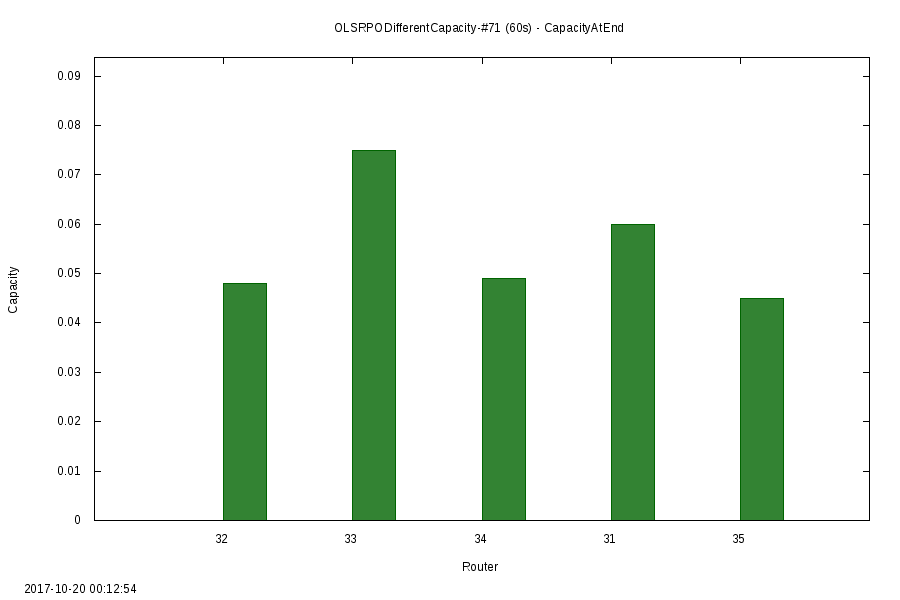 OLSRPODifferentCapacity-#71 (60s) - CapacityAtEnd
0.09
0.08
0.07
0.06
0.05
0.04
0.03
0.02
0.01
0
Capacity
32 33 34 31 35
Router
2017-10-20 00:12:54